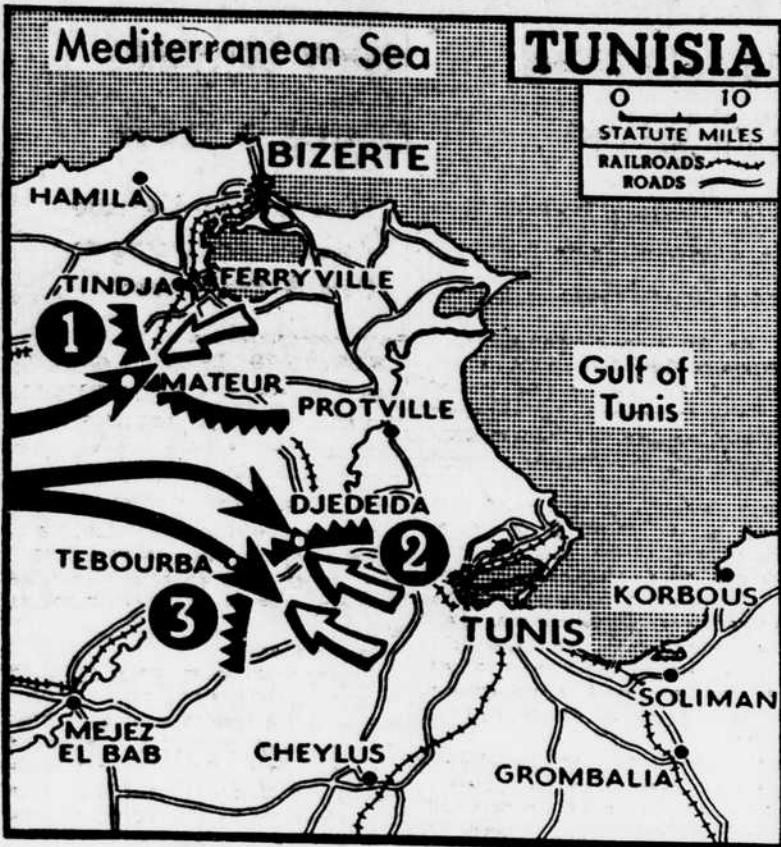 Mediterranean Sea
TUNISIA
0 10
STATUTE MILES
RAILROADS
ROADS
BIZERTE
HAMILA
TINDJA
FERRYVILLE
1
MATEUR
Gulf of
Tunis
PROTVILLE
DJEDEIDA
2
TEBOURBA
KORBOUS
3
TUNIS
SOLIMAN
MEJEZ
EL BAB
CHEYLUS
GROMBALIA